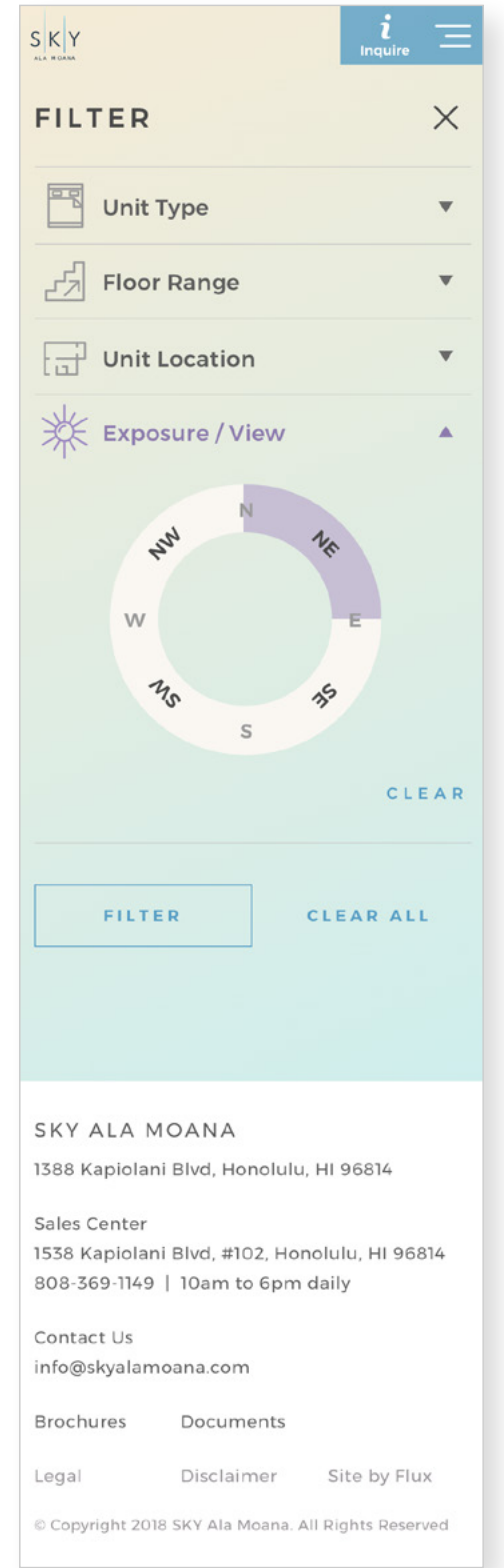 SKY
ALA MOANA
i
Inquire
FILTER
Unit Type
Floor Range
Unit Location
Exposure / View
N
NW
NE
W
E
SW
SE
S
CLEAR
FILTER
CLEAR ALL
SKY ALA MOANA
1388 Kapiolani Blvd, Honolulu, HI 96814
Sales Center
1538 Kapiolani Blvd, #102, Honolulu, HI 96814
808-369-1149 | 10am to 6pm daily
Contact Us
info@skyalamoana.com
Brochures Documents
Legal Disclaimer Site by Flux
© Copyright 2018 SKY Ala Moana. All Rights Reserved